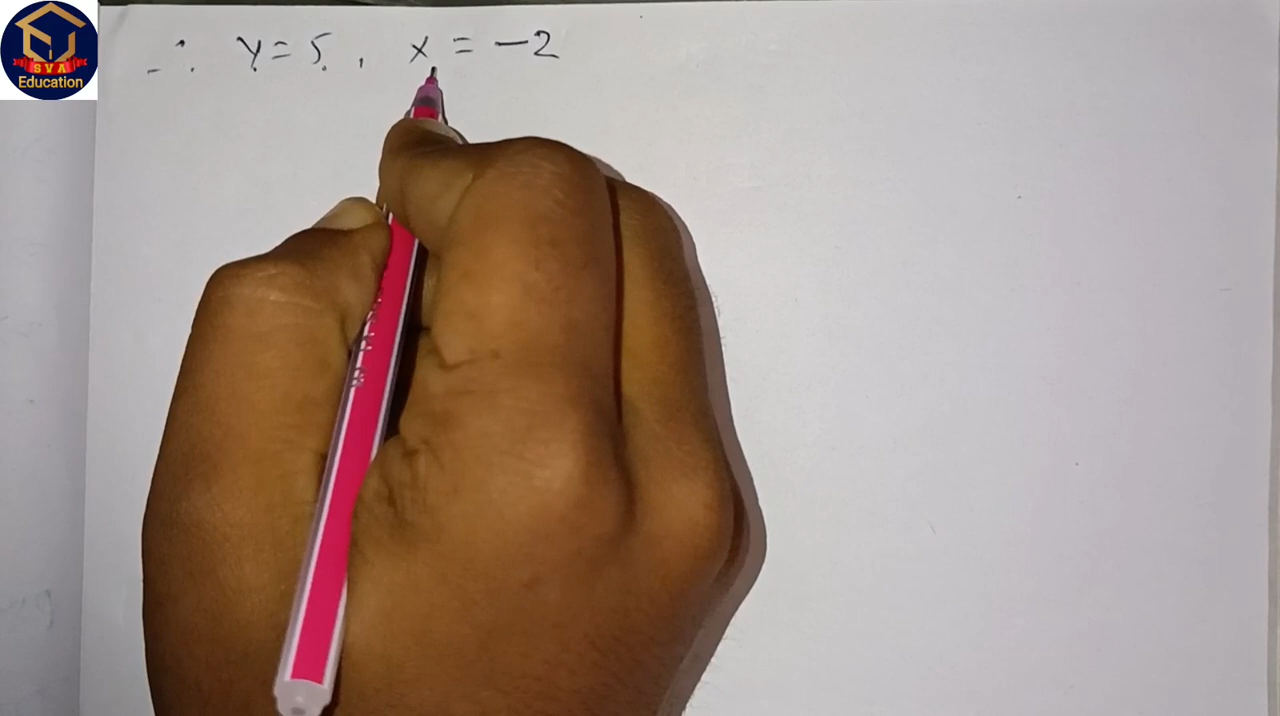 SVA
Education
∴ y = 5, x = -2